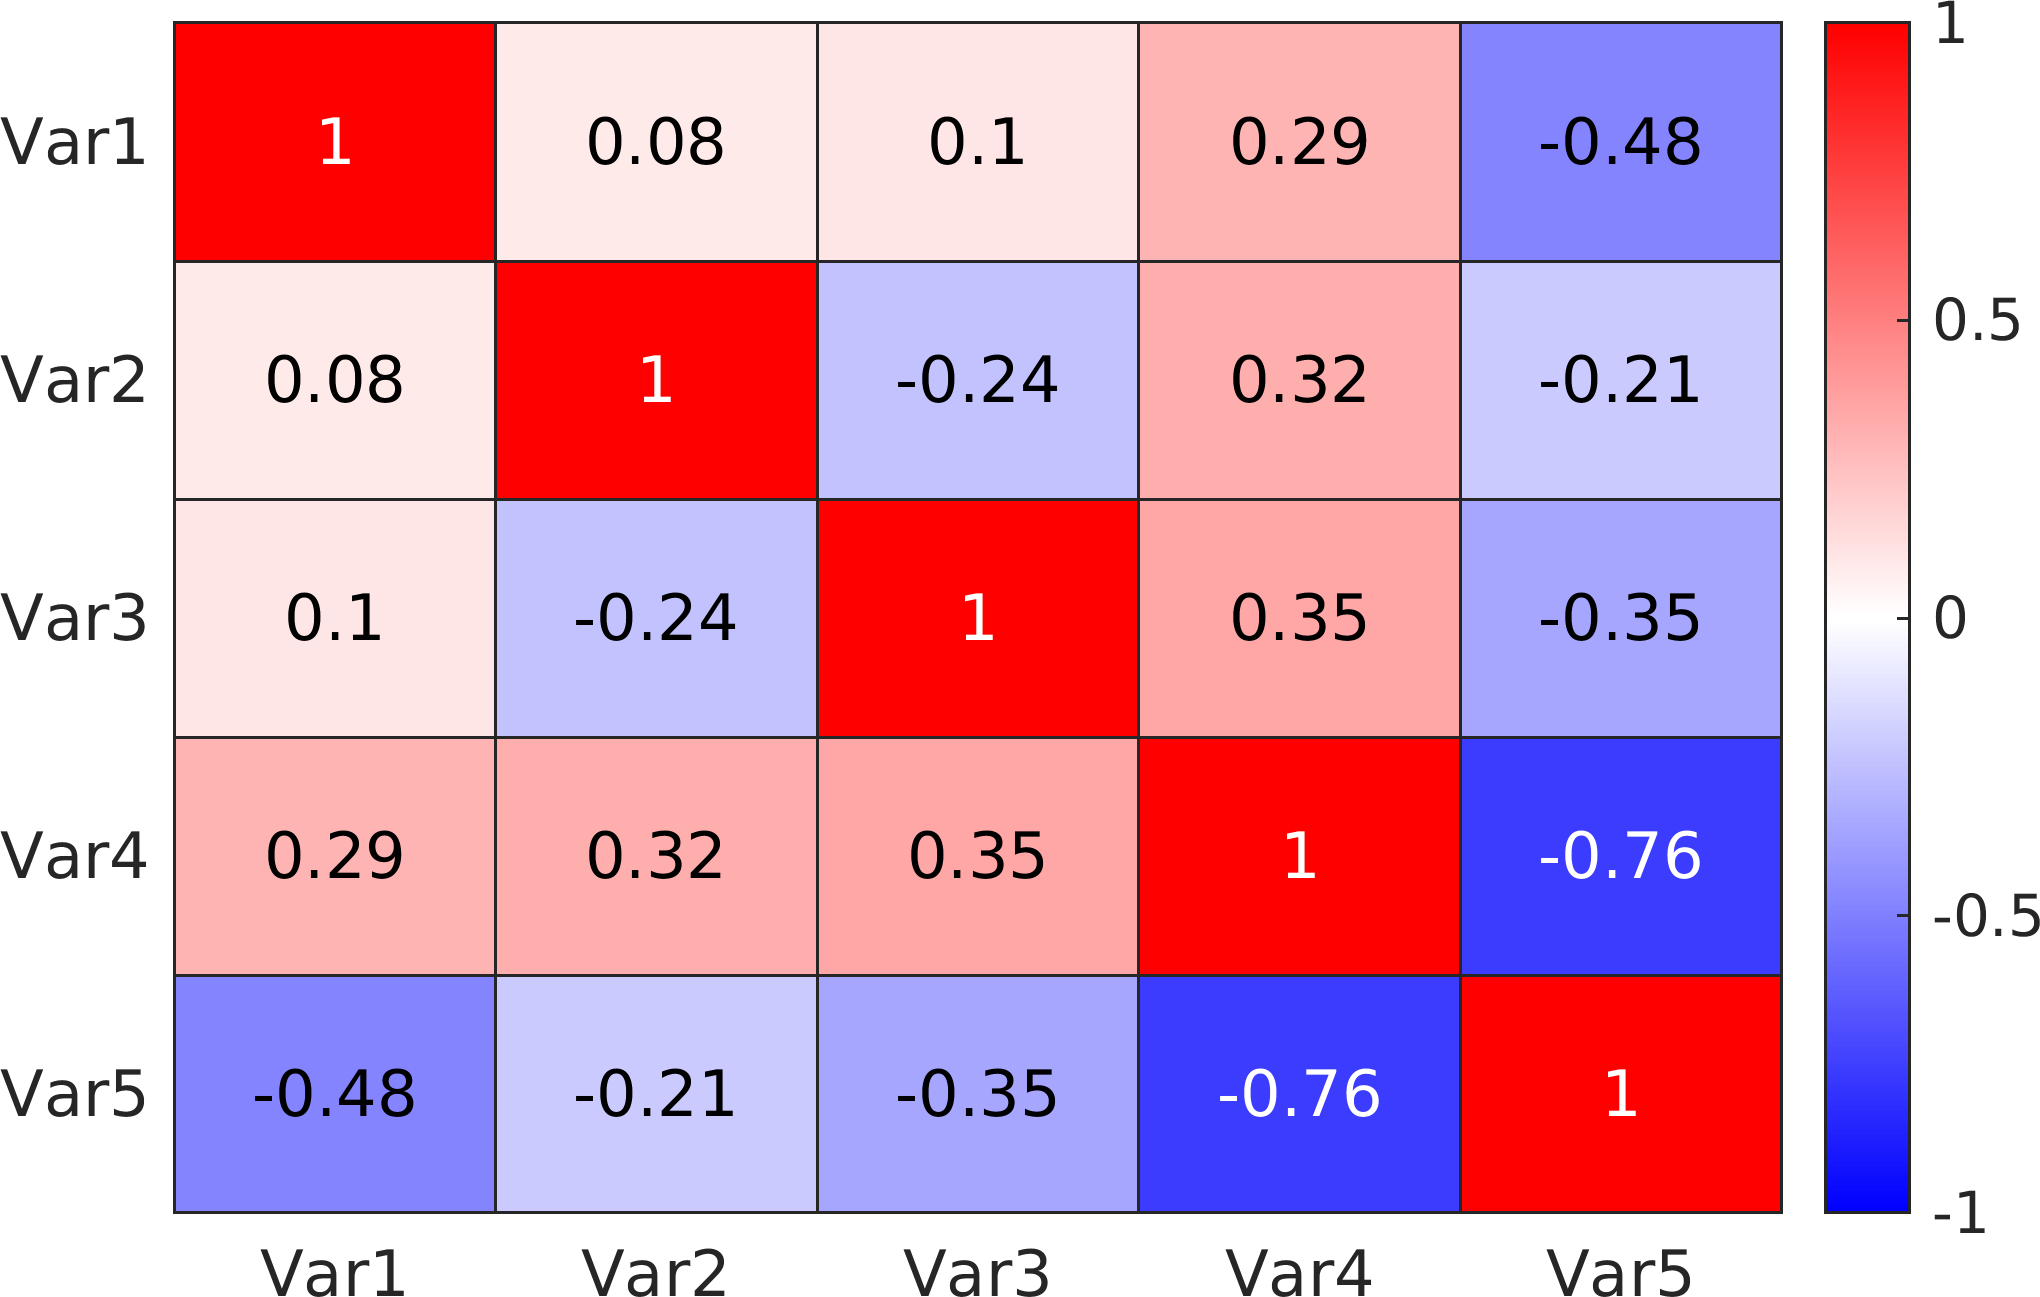 1
Var1 1 0.08 0.1 0.29 -0.48
0.5
Var2 0.08 1 -0.24 0.32 -0.21
Var3 0.1 -0.24 1 0.35 -0.35 0
Var4 0.29 0.32 0.35 1 -0.76
-0.5
Var5 -0.48 -0.21 -0.35 -0.76 1
-1
Var1 Var2 Var3 Var4 Var5